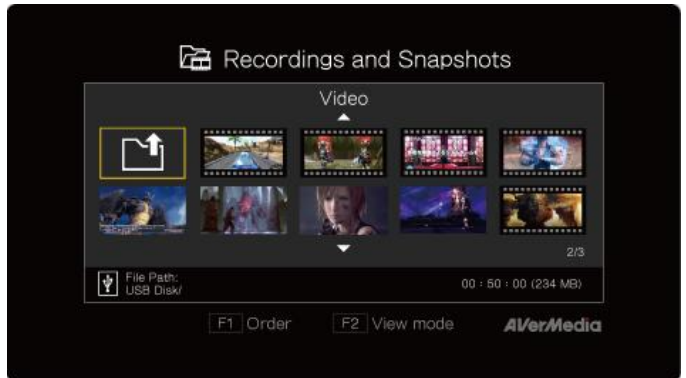 Recordings and Snapshots
Video
2/3
File Path:
USB Disk/
00 : 50 : 00 (234 MB)
F1 Order
F2 View mode
AVerMedia